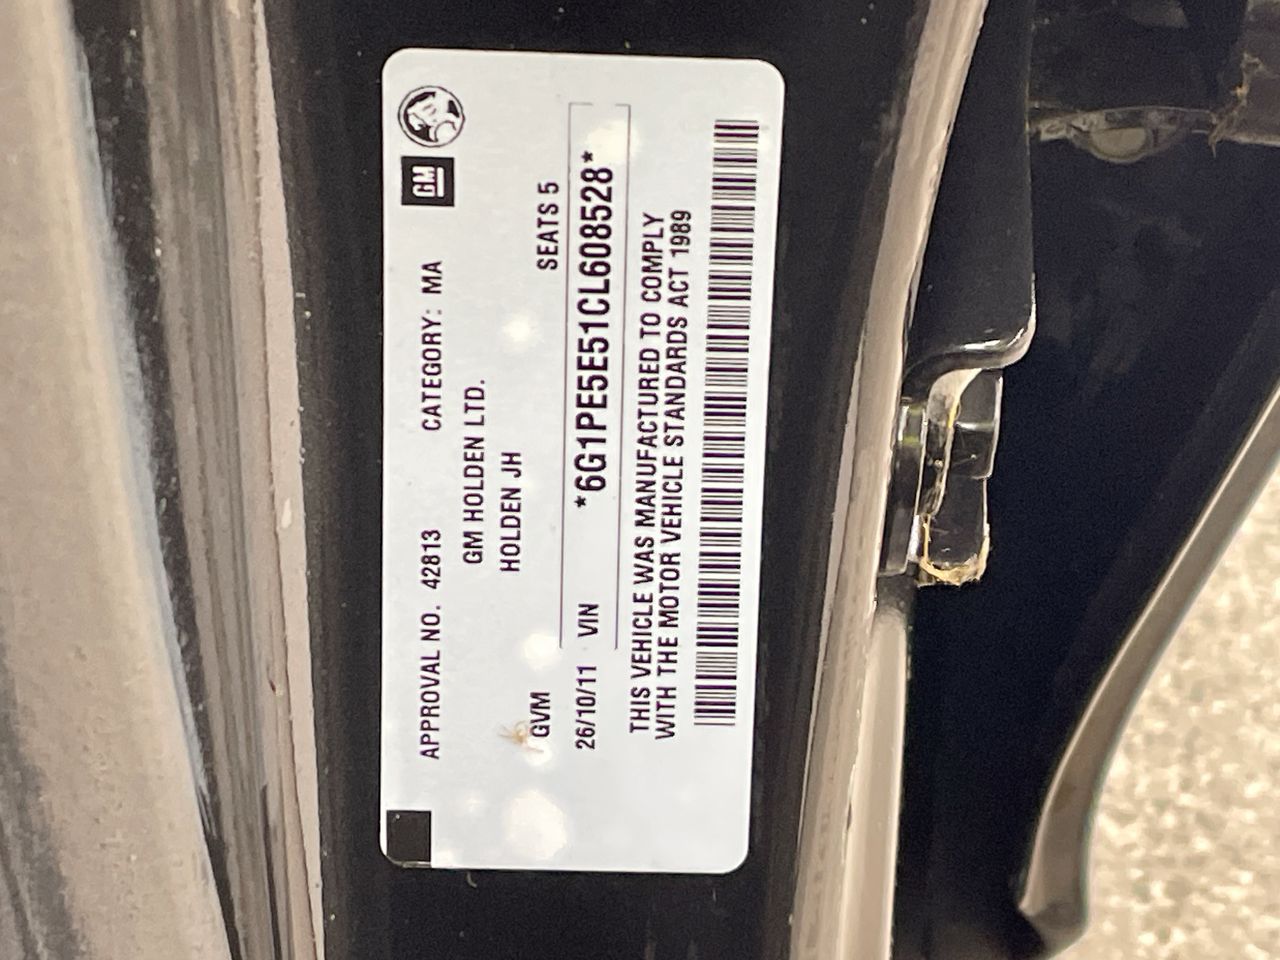 APPROVAL NO. 42813 CATEGORY: MA GM
GM HOLDEN LTD.
HOLDEN JH
GVM SEATS 5
26/10/11 VIN *6G1PE5E51CL608528*
THIS VEHICLE WAS MANUFACTURED TO COMPLY
WITH THE MOTOR VEHICLE STANDARDS ACT 1989